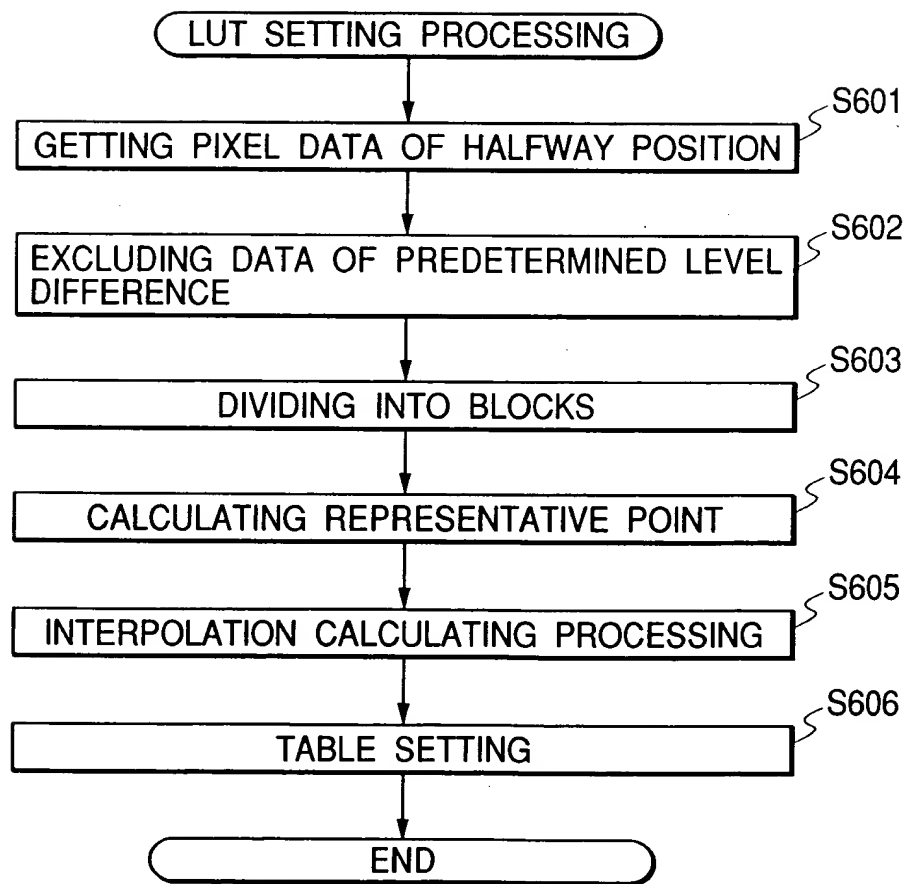 LUT SETTING PROCESSING
S601
GETTING PIXEL DATA OF HALFWAY POSITION
S602
EXCLUDING DATA OF PREDETERMINED LEVEL
DIFFERENCE
S603
DIVIDING INTO BLOCKS
S604
CALCULATING REPRESENTATIVE POINT
S605
INTERPOLATION CALCULATING PROCESSING
S606
TABLE SETTING
END